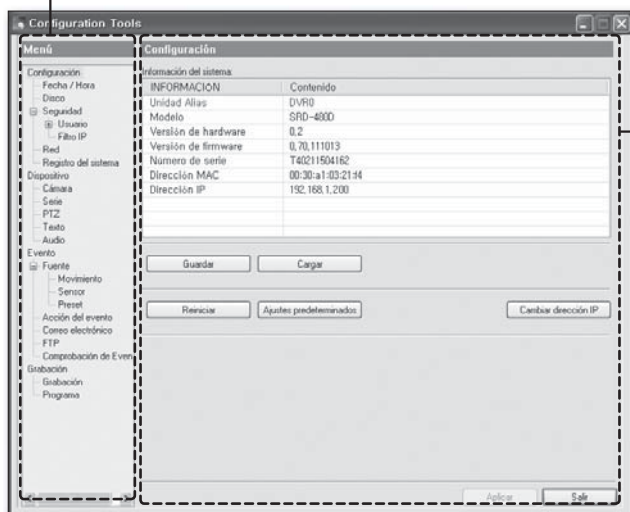 Configuration Tools
Menú
Configuración
Fecha / Hora
Disco
Seguridad
Usuario
Filtro IP
Red
Registro del sistema
Dispositivo
Cámara
Serie
PTZ
Texto
Audio
Evento
Fuente
Movimiento
Sensor
Preset
Acción del evento
Correo electrónico
FTP
Comprobación de Even
Grabación
Grabación
Programa
Configuración
Información del sistema:
INFORMACIÓN Contenido
Unidad Alias DVR0
Modelo SRD-480D
Versión de hardware 0,2
Versión de firmware 0,70,111013
Número de serie T40211504162
Dirección MAC 00:30:a1:03:21:f4
Dirección IP 192,168,1,200
Guardar Cargar
Reiniciar Ajustes predeterminados Cambiar dirección IP
Aplicar Salir